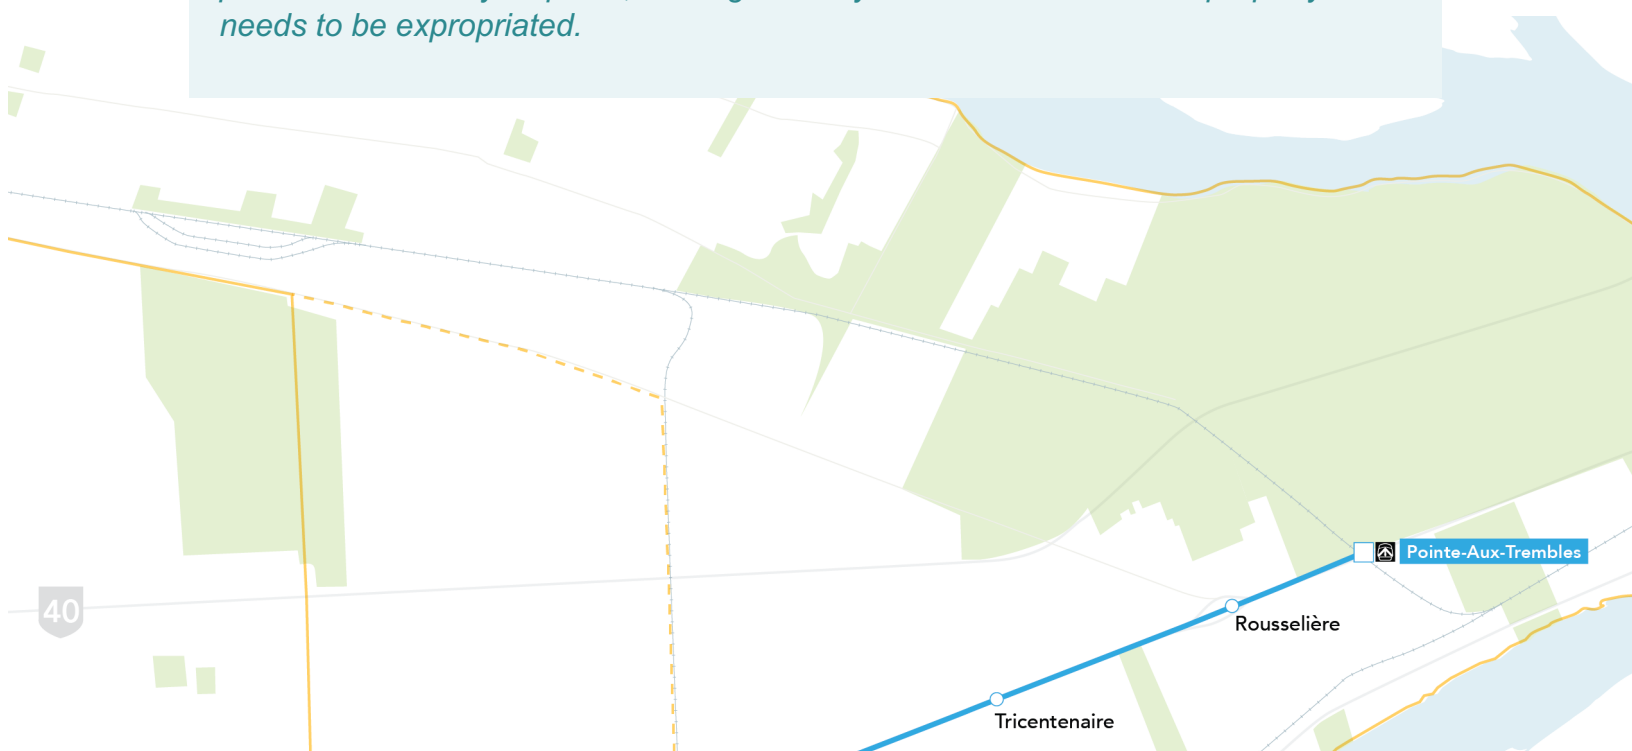 needs to be expropriated.
Pointe-Aux-Trembles
40
Rousselière
Tricentenaire